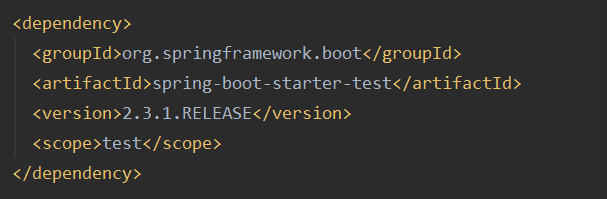 <dependency>
<groupId>org.springframework.boot</groupId>
<artifactId>spring-boot-starter-test</artifactId>
<version>2.3.1.RELEASE</version>
<scope>test</scope>
</dependency>